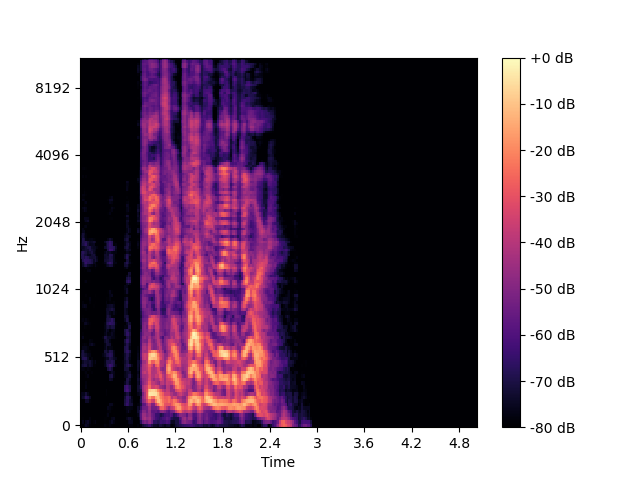 8192
4096
2048
1024
512
0
Hz
0 0.6 1.2 1.8 2.4 3 3.6 4.2 4.8
Time
+0 dB
-10 dB
-20 dB
-30 dB
-40 dB
-50 dB
-60 dB
-70 dB
-80 dB